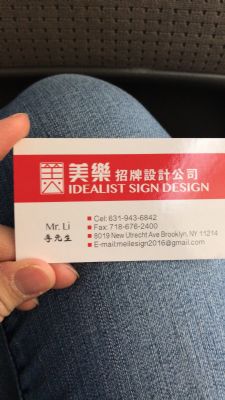 美樂招牌設計公司
IDEALIST SIGN DESIGN
Mr. Li
李先生
Cel: 631-943-6842
Fax: 718-676-2400
8019 New Utrecht Ave Brooklyn, NY 11214
E-mail:meilesign2016@gmail.com